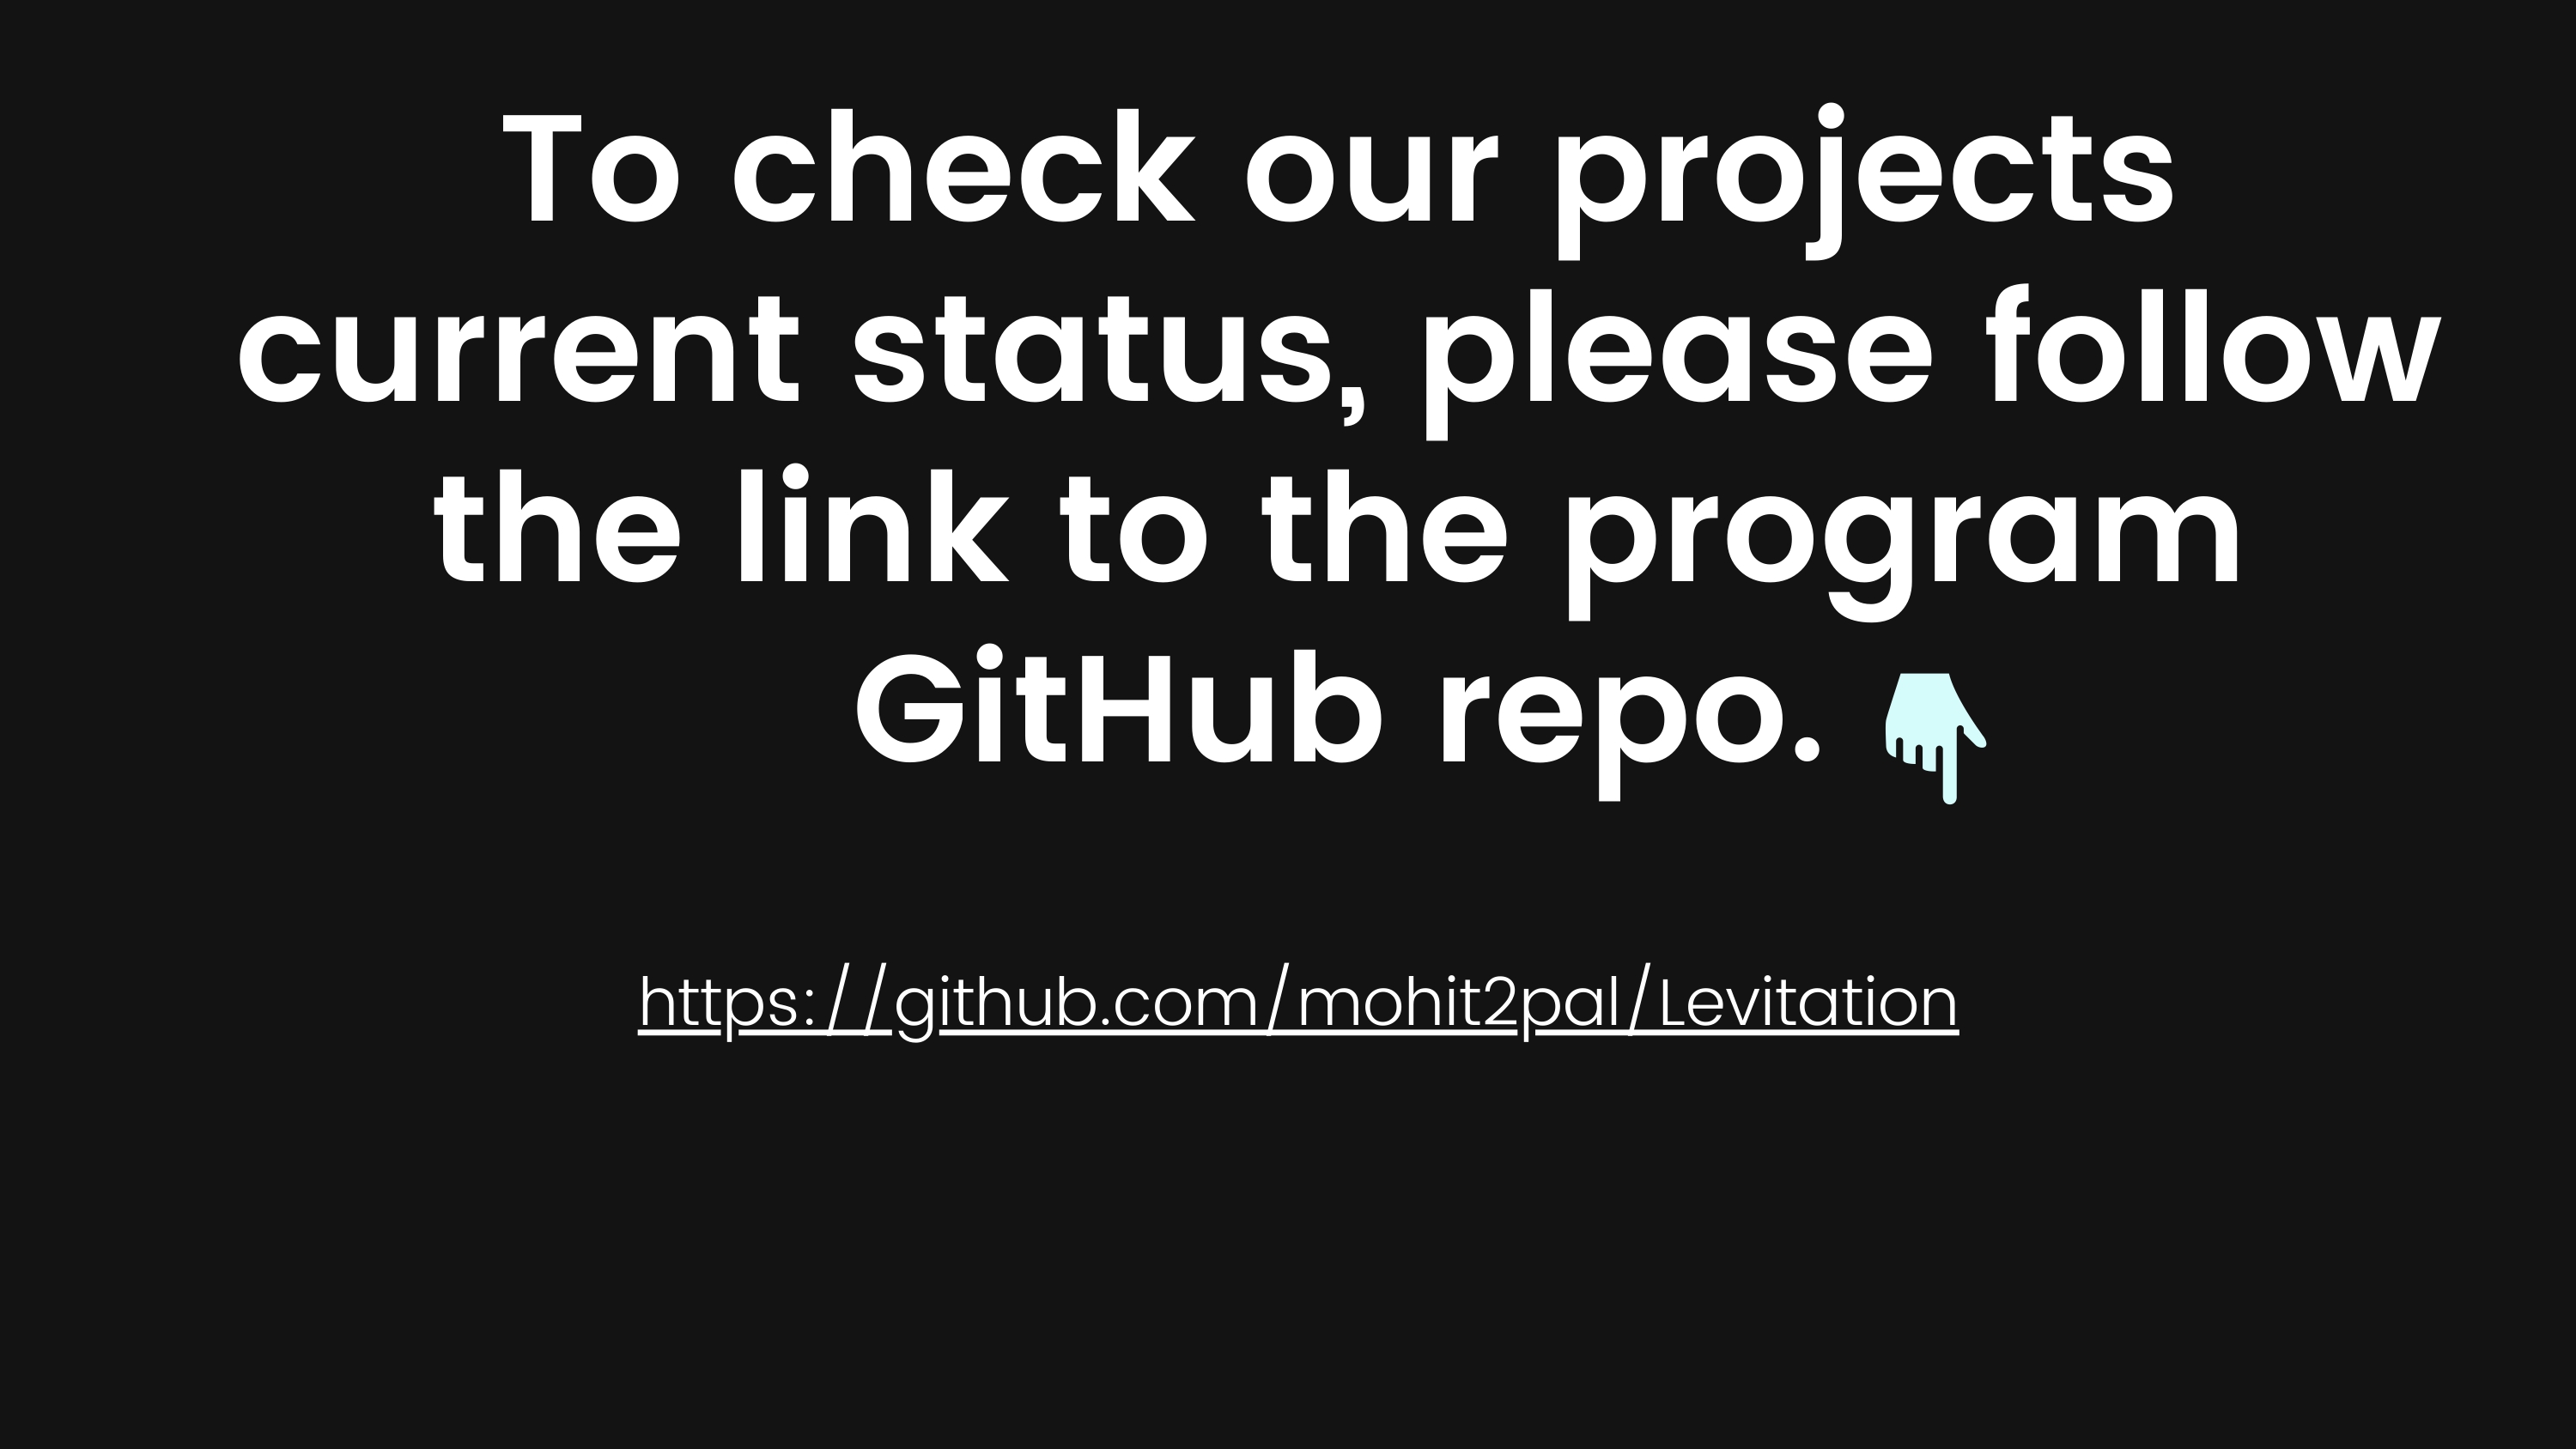 To check our projects
current status, please follow
the link to the program
GitHub repo.
https://github.com/mohit2pal/Levitation